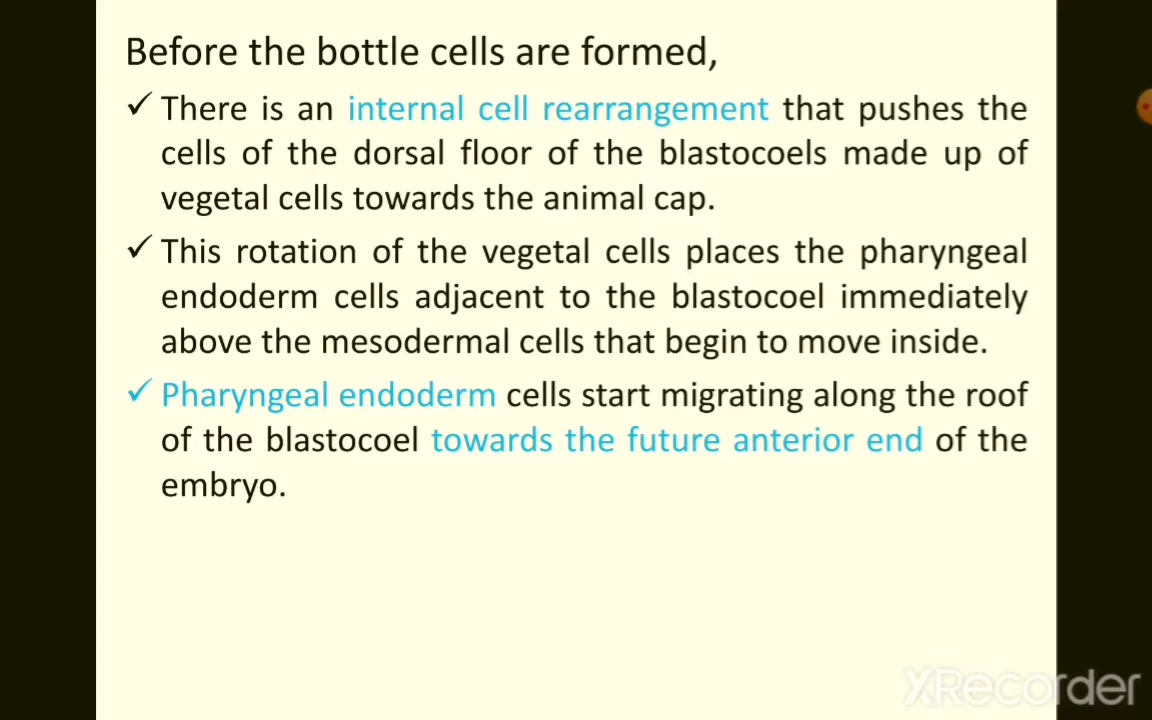 Before the bottle cells are formed,
✓ There is an internal cell rearrangement that pushes the
cells of the dorsal floor of the blastocoels made up of
vegetal cells towards the animal cap.
✓ This rotation of the vegetal cells places the pharyngeal
endoderm cells adjacent to the blastocoel immediately
above the mesodermal cells that begin to move inside.
✓ Pharyngeal endoderm cells start migrating along the roof
of the blastocoel towards the future anterior end of the
embryo.
XRecorder